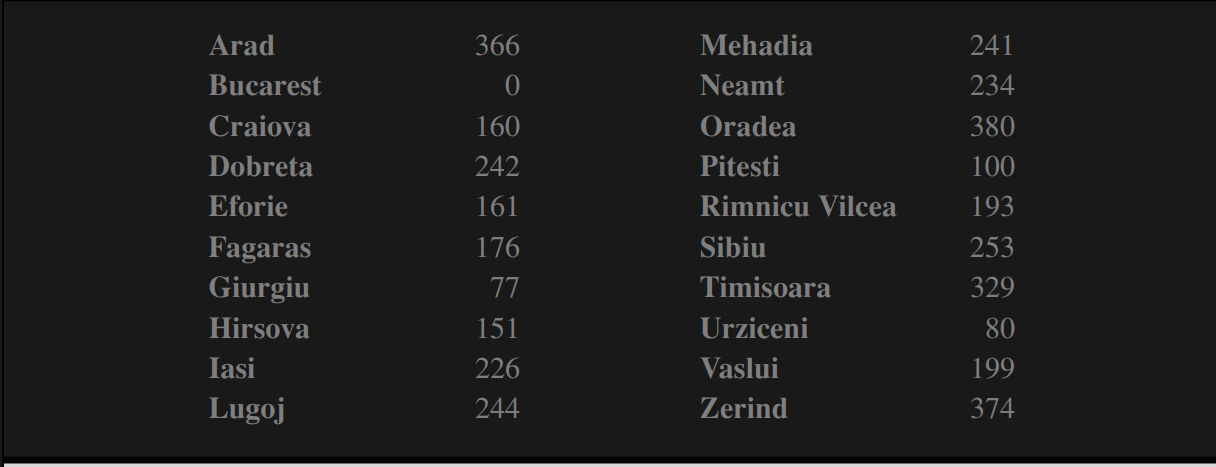 Arad 366 Mehadia 241
Bucarest 0 Neamt 234
Craiova 160 Oradea 380
Dobreta 242 Pitesti 100
Eforie 161 Rimnicu Vilcea 193
Fagaras 176 Sibiu 253
Giurgiu 77 Timisoara 329
Hirsova 151 Urziceni 80
Iasi 226 Vaslui 199
Lugoj 244 Zerind 374